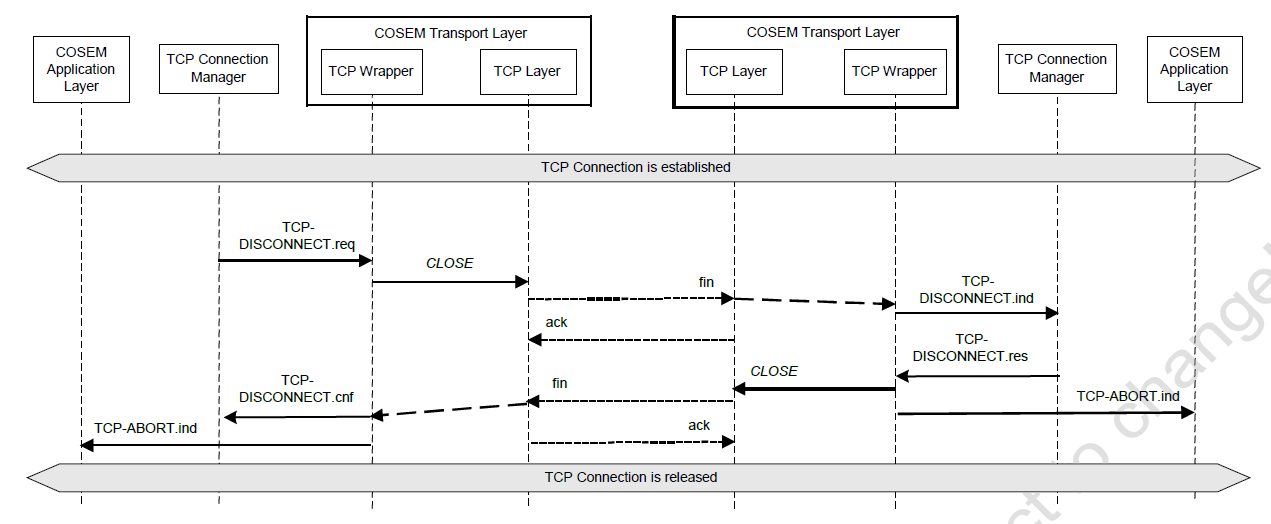 COSEM Transport Layer
COSEM Transport Layer
COSEM
Application
Layer
TCP Connection
Manager
TCP Wrapper
TCP Layer
TCP Layer
TCP Wrapper
TCP Connection
Manager
COSEM
Application
Layer
TCP Connection is established
TCP-
DISCONNECT.req
CLOSE
fin
TCP-
DISCONNECT.ind
ack
TCP-
DISCONNECT.res
CLOSE
TCP-
DISCONNECT.cnf
fin
TCP-ABORT.ind
TCP-ABORT.ind
ack
TCP Connection is released
to change